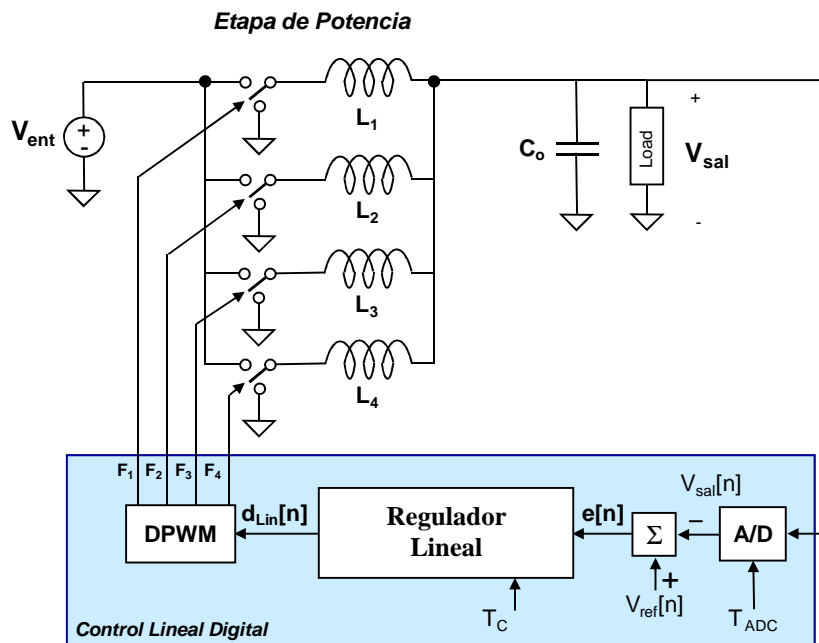 Etapa de Potencia
V_ent
+
-
L_1
L_2
L_3
L_4
C_o
Load
+
V_sal
-
F_1 F_2 F_3 F_4
DPWM
d_Lin[n]
Regulador
Lineal
e[n]
Σ
−
+
V_sal[n]
A/D
V_ref[n]
T_C
T_ADC
Control Lineal Digital